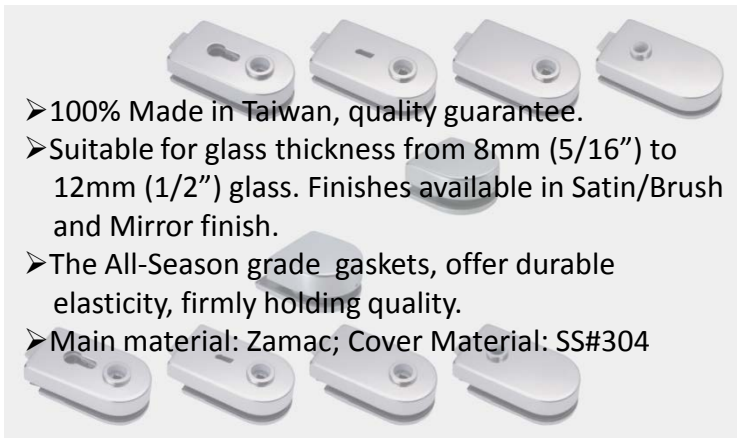 ➢100% Made in Taiwan, quality guarantee.
➢Suitable for glass thickness from 8mm (5/16”) to
12mm (1/2”) glass. Finishes available in Satin/Brush
and Mirror finish.
➢The All-Season grade  gaskets, offer durable
elasticity, firmly holding quality.
➢Main material: Zamac; Cover Material: SS#304